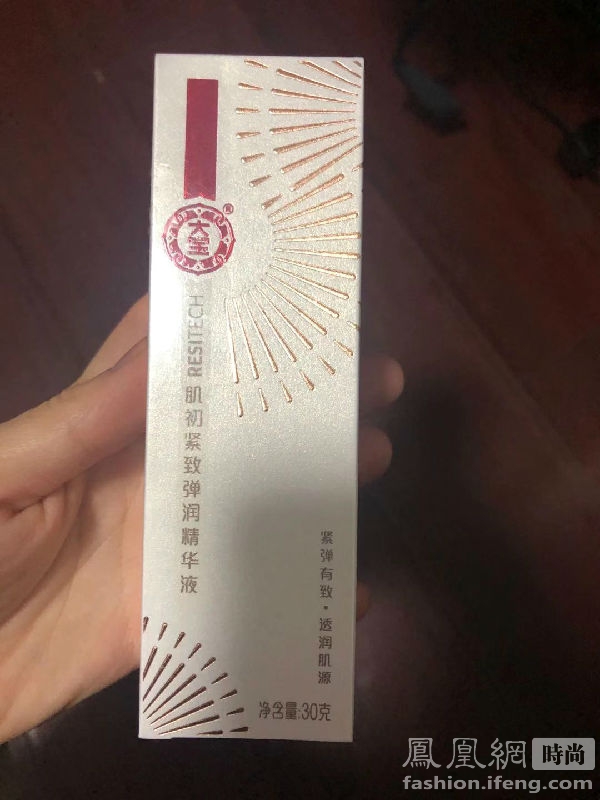 大宝
®
RESITECH 肌初紧致弹润精华液
紧弹有致·透润肌源
净含量:30克
鳳凰網 時尚
fashion.ifeng.com